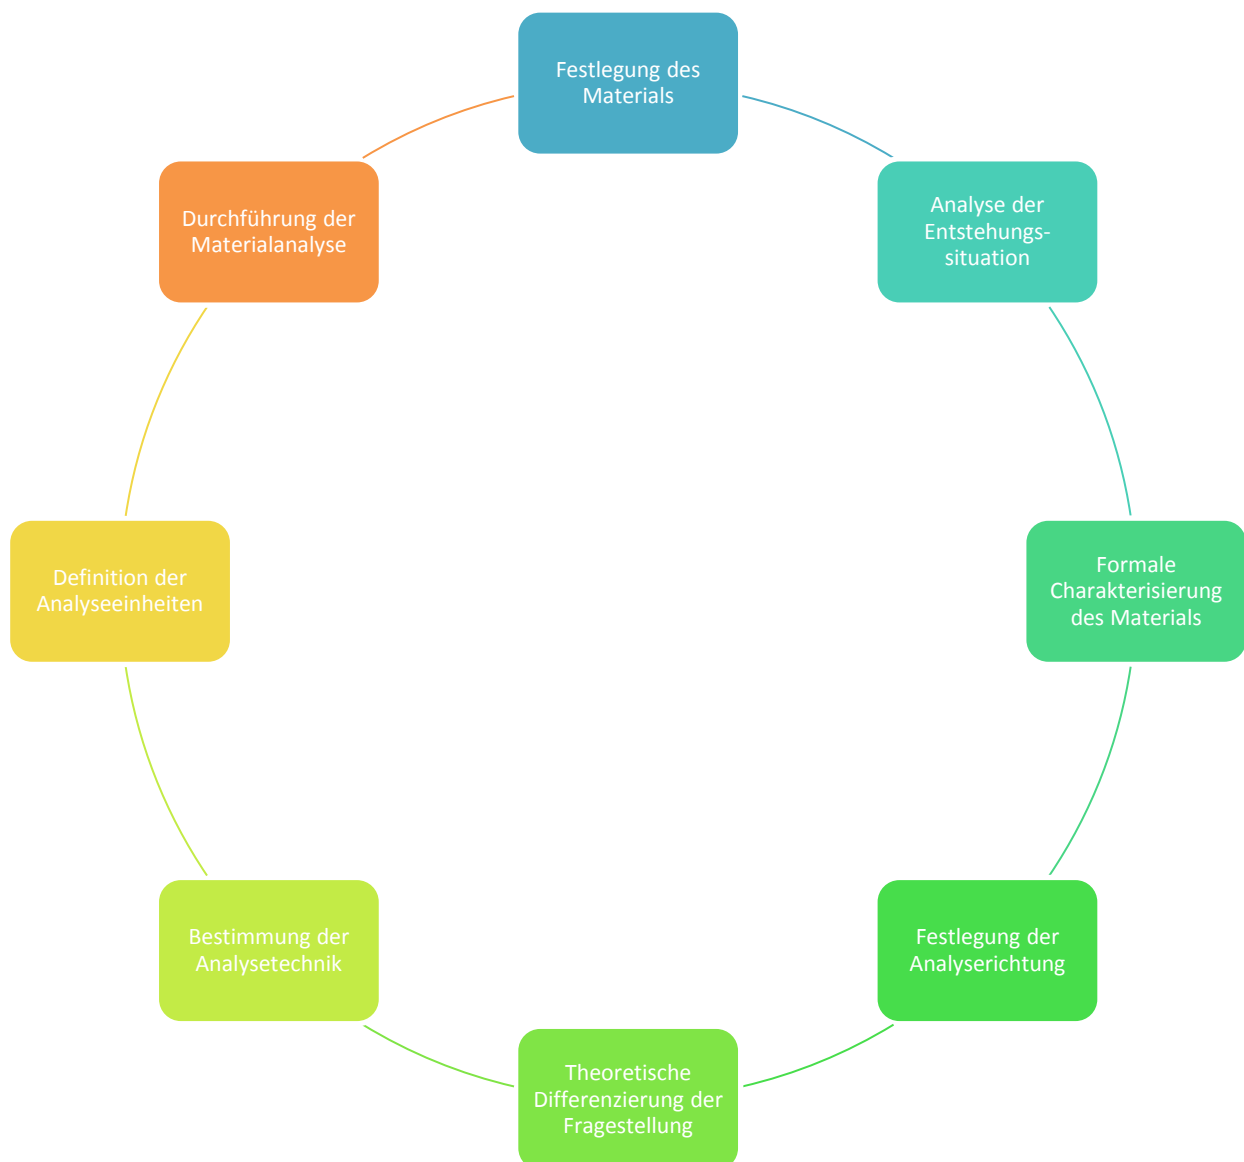 Festlegung des
Materials
Analyse der
Entstehungs-
situation
Formale
Charakterisierung
des Materials
Festlegung der
Analyserichtung
Theoretische
Differenzierung der
Fragestellung
Bestimmung der
Analysetechnik
Definition der
Analyseeinheiten
Durchführung der
Materialanalyse